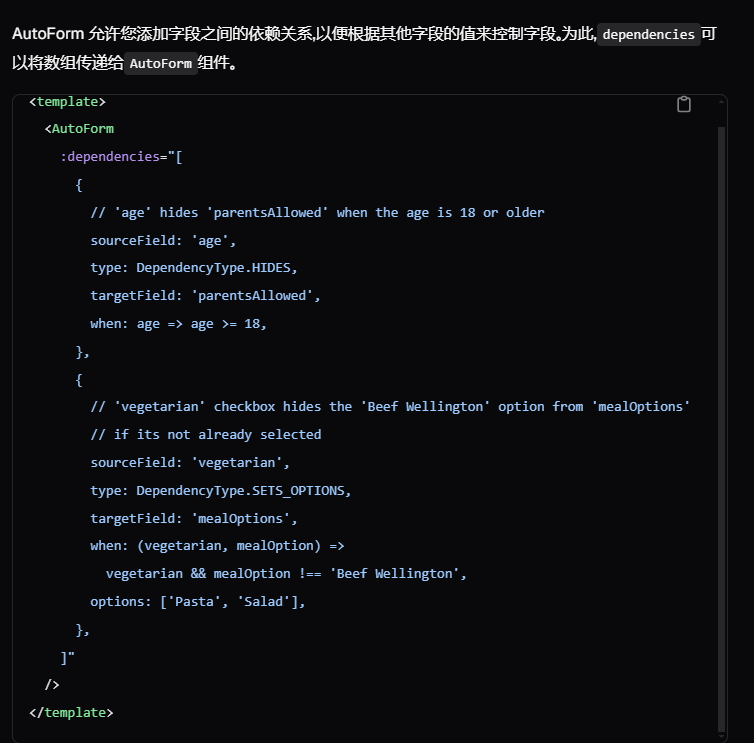 AutoForm 允许您添加字段之间的依赖关系,以便根据其他字段的值来控制字段。为此, dependencies 可
以将数组传递给 AutoForm 组件。
<template>
  <AutoForm
    :dependencies="[
      {
        // 'age' hides 'parentsAllowed' when the age is 18 or older
        sourceField: 'age',
        type: DependencyType.HIDES,
        targetField: 'parentsAllowed',
        when: age => age >= 18,
      },
      {
        // 'vegetarian' checkbox hides the 'Beef Wellington' option from 'mealOptions'
        // if its not already selected
        sourceField: 'vegetarian',
        type: DependencyType.SETS_OPTIONS,
        targetField: 'mealOptions',
        when: (vegetarian, mealOption) =>
          vegetarian && mealOption !== 'Beef Wellington',
        options: ['Pasta', 'Salad'],
      },
    ]"
  />
</template>